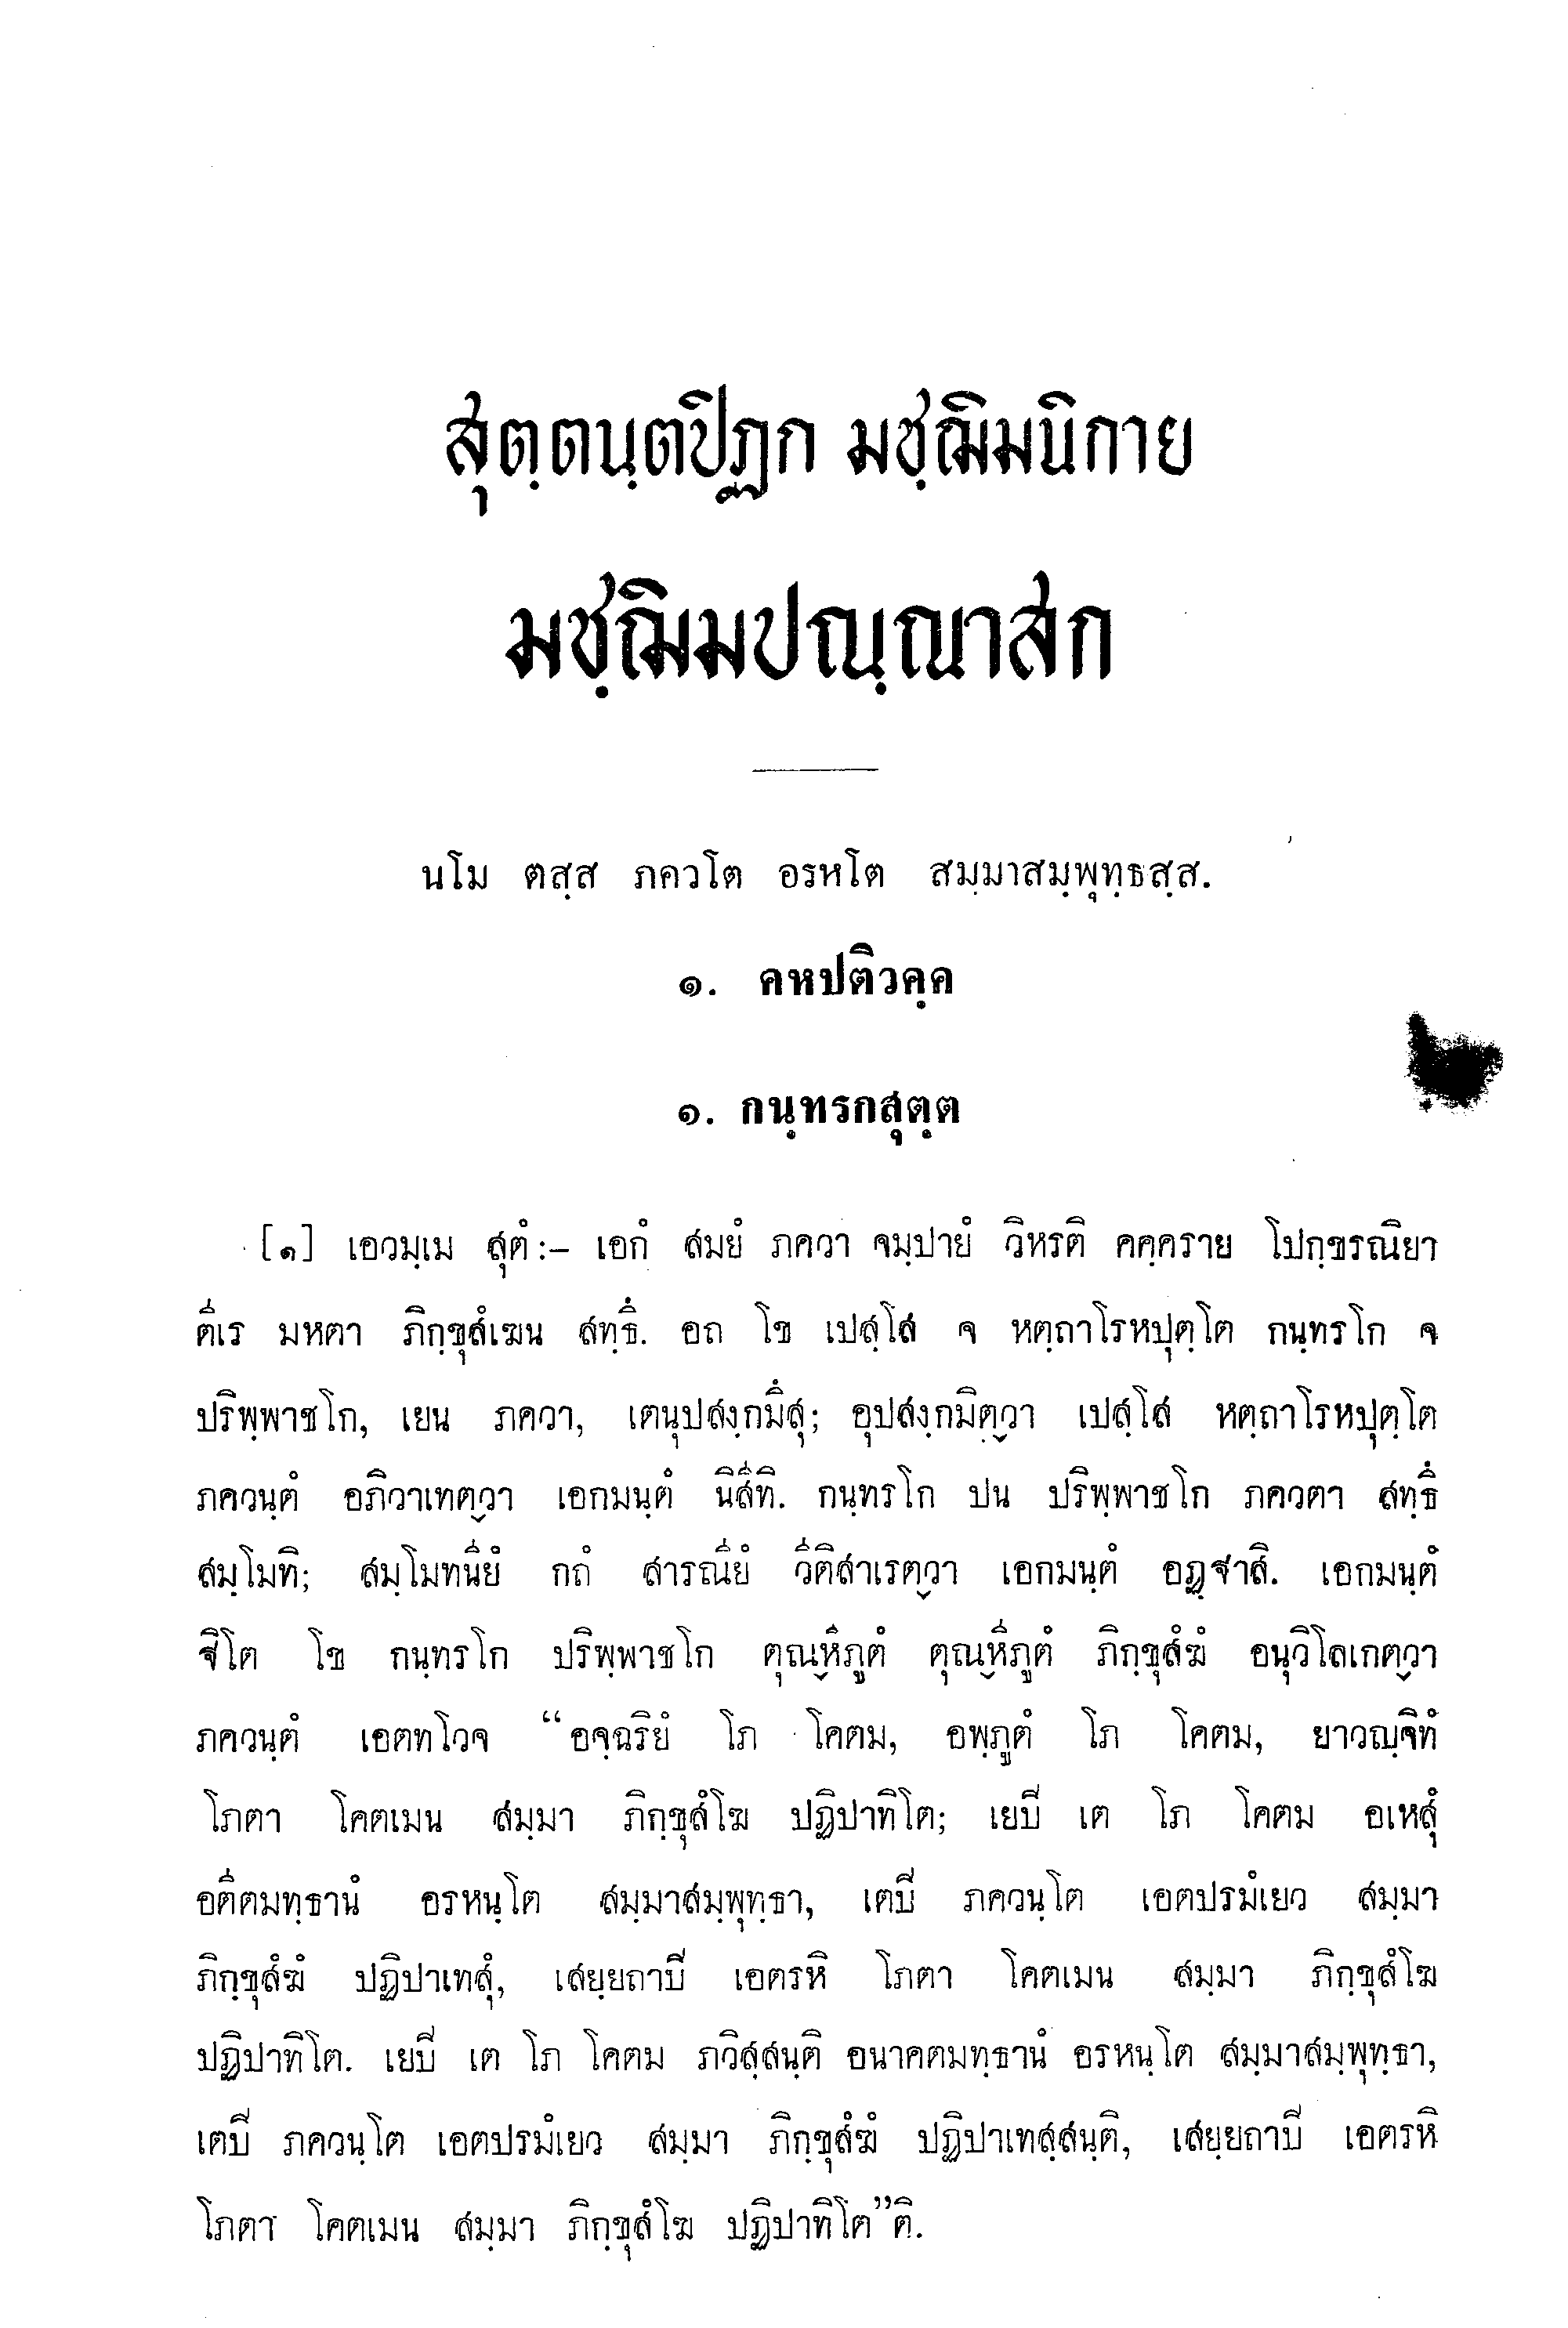 สุตฺตนฺตปิฏก มชฺฌิมนิกาย
มชฺฌิมปณฺณาสก
นโม ตสฺส ภควโต อรหโต สมฺมาสมฺพุทฺธสฺส.
๑. คหปติวคฺค
๑. กนฺทรกสุตฺต
[๑] เอวมฺเม สุตํ:– เอกํ สมยํ ภควา จมฺปายํ วิหรติ คคฺคราย โปกฺขรณิยา
ตีเร มหตา ภิกฺขุสํเฆน สทฺธึ. อถ โข เปสฺโส จ หตฺถาโรหปุตฺโต กนฺทรโก จ
ปริพฺพาชโก, เยน ภควา, เตนุปสงฺกมึสุ; อุปสงฺกมิตฺวา เปสฺโส หตฺถาโรหปุตฺโต
ภควนฺตํ อภิวาเทตฺวา เอกมนฺตํ นิสีทิ. กนฺทรโก ปน ปริพฺพาชโก ภควตา สทฺธึ
สมฺโมทิ; สมฺโมทนียํ กถํ สารณียํ วีติสาเรตฺวา เอกมนฺตํ อฏฺฐาสิ. เอกมนฺตํ
ฐิโต โข กนฺทรโก ปริพฺพาชโก ตุณฺหีภูตํ ตุณฺหีภูตํ ภิกฺขุสํฆํ อนุวิโลเกตฺวา
ภควนฺตํ เอตทโวจ “อจฺฉริยํ โภ โคตม, อพฺภูตํ โภ โคตม, ยาวญฺจิทํ
โภตา โคตเมน สมฺมา ภิกฺขุสํโฆ ปฏิปาทิโต; เยปี เต โภ โคตม อเหสุํ
อตีตมทฺธานํ อรหนฺโต สมฺมาสมฺพุทฺธา, เตปี ภควนฺโต เอตปรมํเยว สมฺมา
ภิกฺขุสํฆํ ปฏิปาเทสุํ, เสยฺยถาปี เอตรหิ โภตา โคตเมน สมฺมา ภิกฺขุสํโฆ
ปฏิปาทิโต. เยปี เต โภ โคตม ภวิสฺสนฺติ อนาคตมทฺธานํ อรหนฺโต สมฺมาสมฺพุทฺธา,
เตปี ภควนฺโต เอตปรมํเยว สมฺมา ภิกฺขุสํฆํ ปฏิปาเทสฺสนฺติ, เสยฺยถาปี เอตรหิ
โภตา โคตเมน สมฺมา ภิกฺขุสํโฆ ปฏิปาทิโต”ติ.